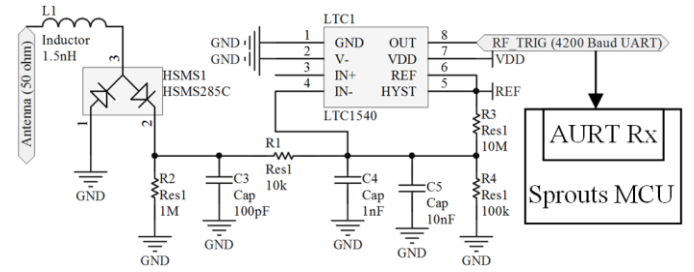 L1
Inductor
1.5nH
Antenna (50 ohm)
3
HSMS1
HSMS285C
1
2
GND
R2
Res1
1M
GND
C3
Cap
100pF
GND
R1
Res1
10k
LTC1
GND
GND
1
2
3
4
GND
V-
IN+
IN-
OUT
VDD
REF
HYST
8
7
6
5
LTC1540
RF_TRIG (4200 Baud UART)
VDD
REF
R3
Res1
10M
C4
Cap
1nF
GND
C5
Cap
10nF
GND
R4
Res1
100k
GND
AURT Rx
Sprouts MCU